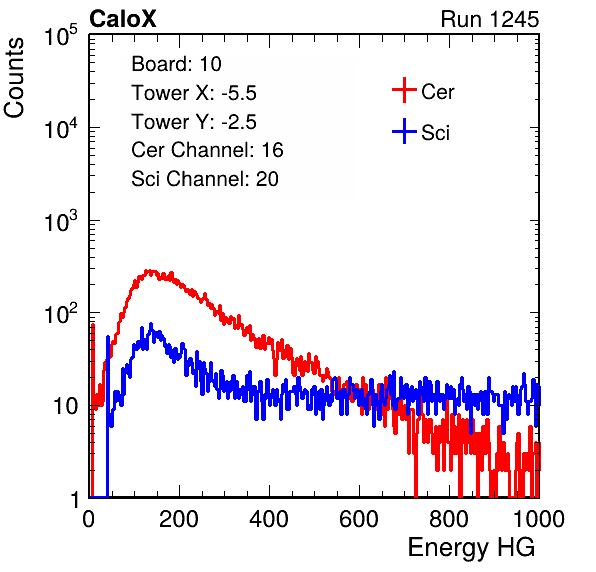 CaloX Run 1245
Counts
10^5
10^4
10^3
10^2
10
1
Board: 10
Tower X: -5.5
Tower Y: -2.5
Cer Channel: 16
Sci Channel: 20
Cer
Sci
0 200 400 600 800 1000
Energy HG